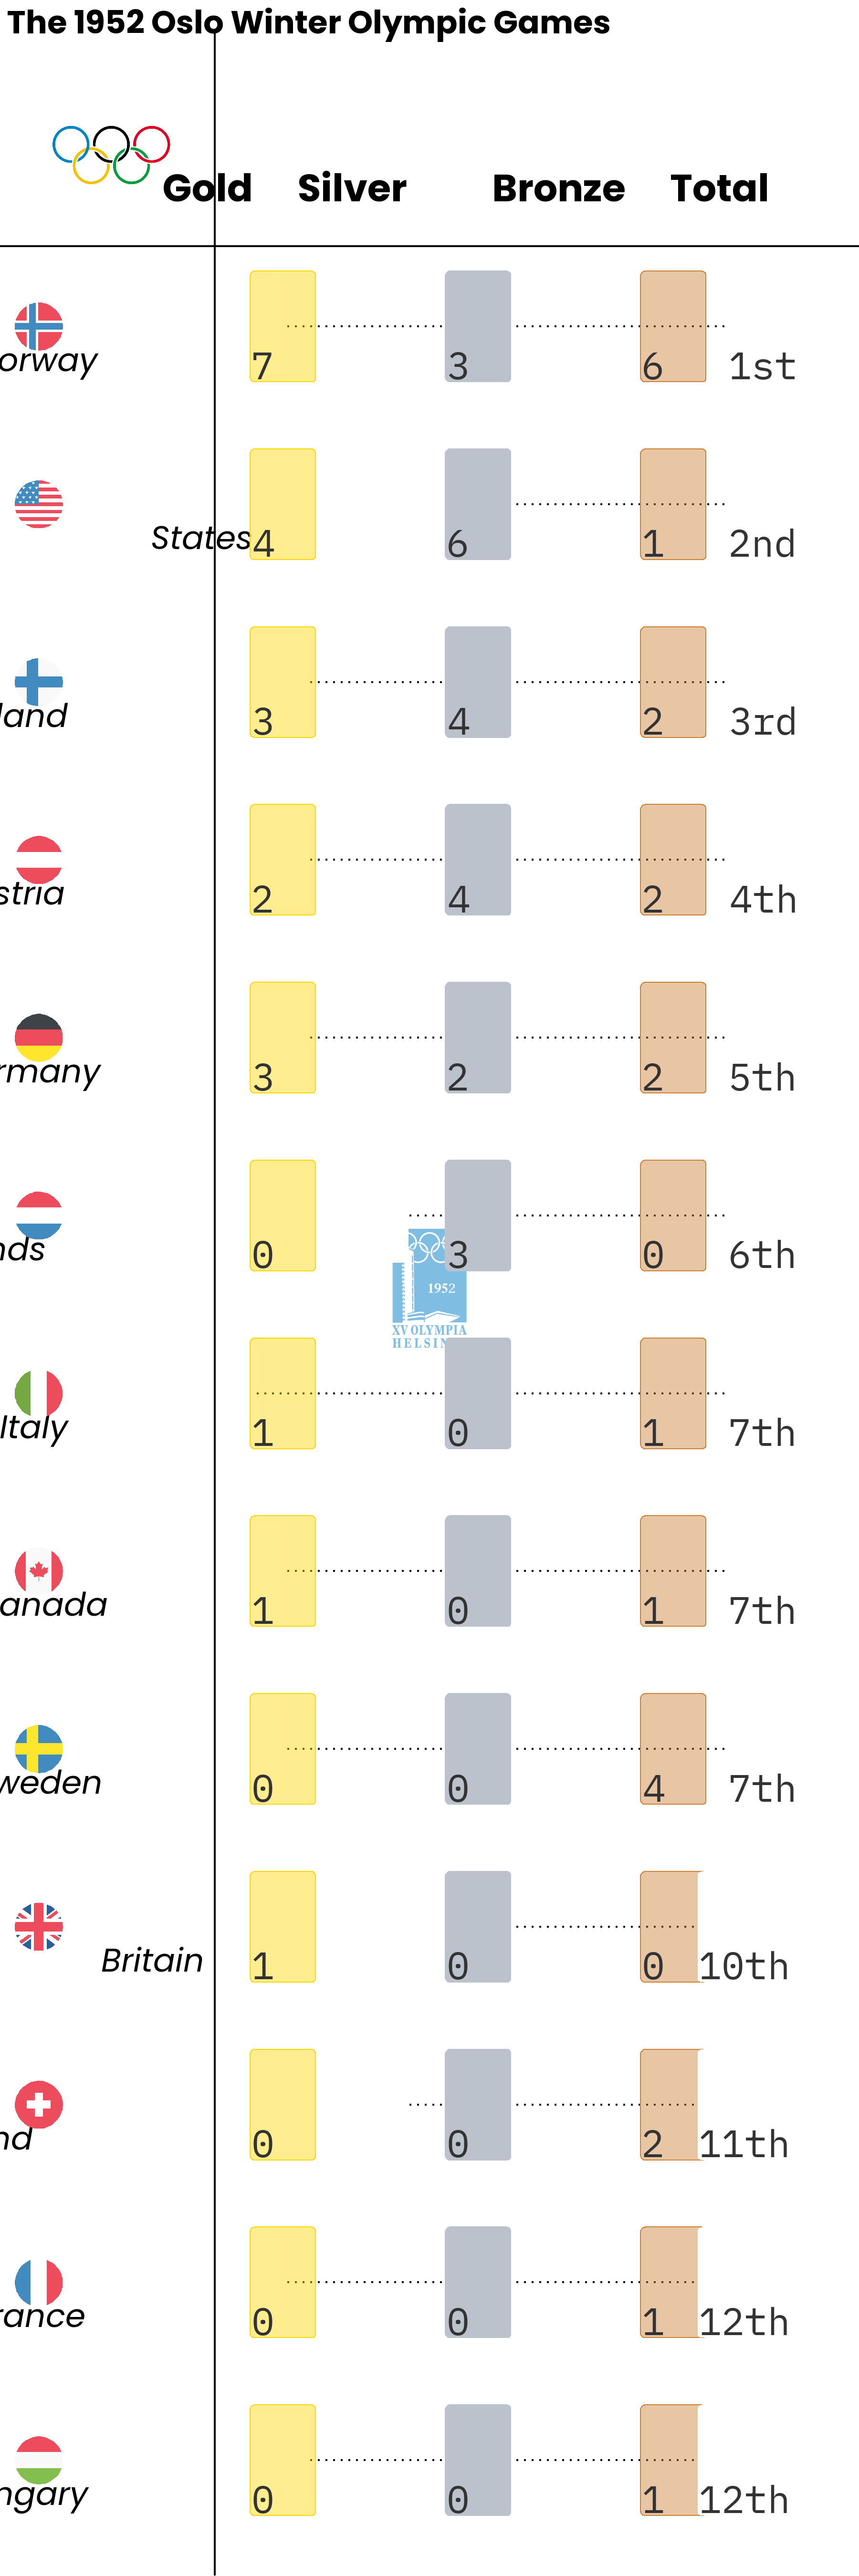 The 1952 Oslo Winter Olympic Games
Gold Silver Bronze Total
orway
7 3 6 1st
States 4 6 1 2nd
land
3 4 2 3rd
stria
2 4 2 4th
rmany
3 2 2 5th
nds
0 3 0 6th
1952
XV OLYMPIA
HELSIN
Italy
1 0 1 7th
anada
1 0 1 7th
weden
0 0 4 7th
Britain 1 0 0 10th
nd
0 0 2 11th
rance
0 0 1 12th
ngary
0 0 1 12th